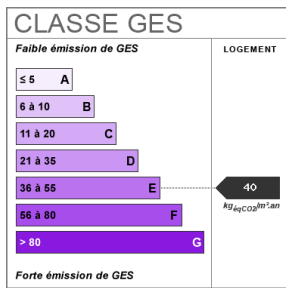 CLASSE GES
Faible émission de GES
LOGEMENT
≤ 5 A
6 à 10 B
11 à 20 C
21 à 35 D
36 à 55 E
40
kgéqCO2/m².an
56 à 80 F
> 80 G
Forte émission de GES